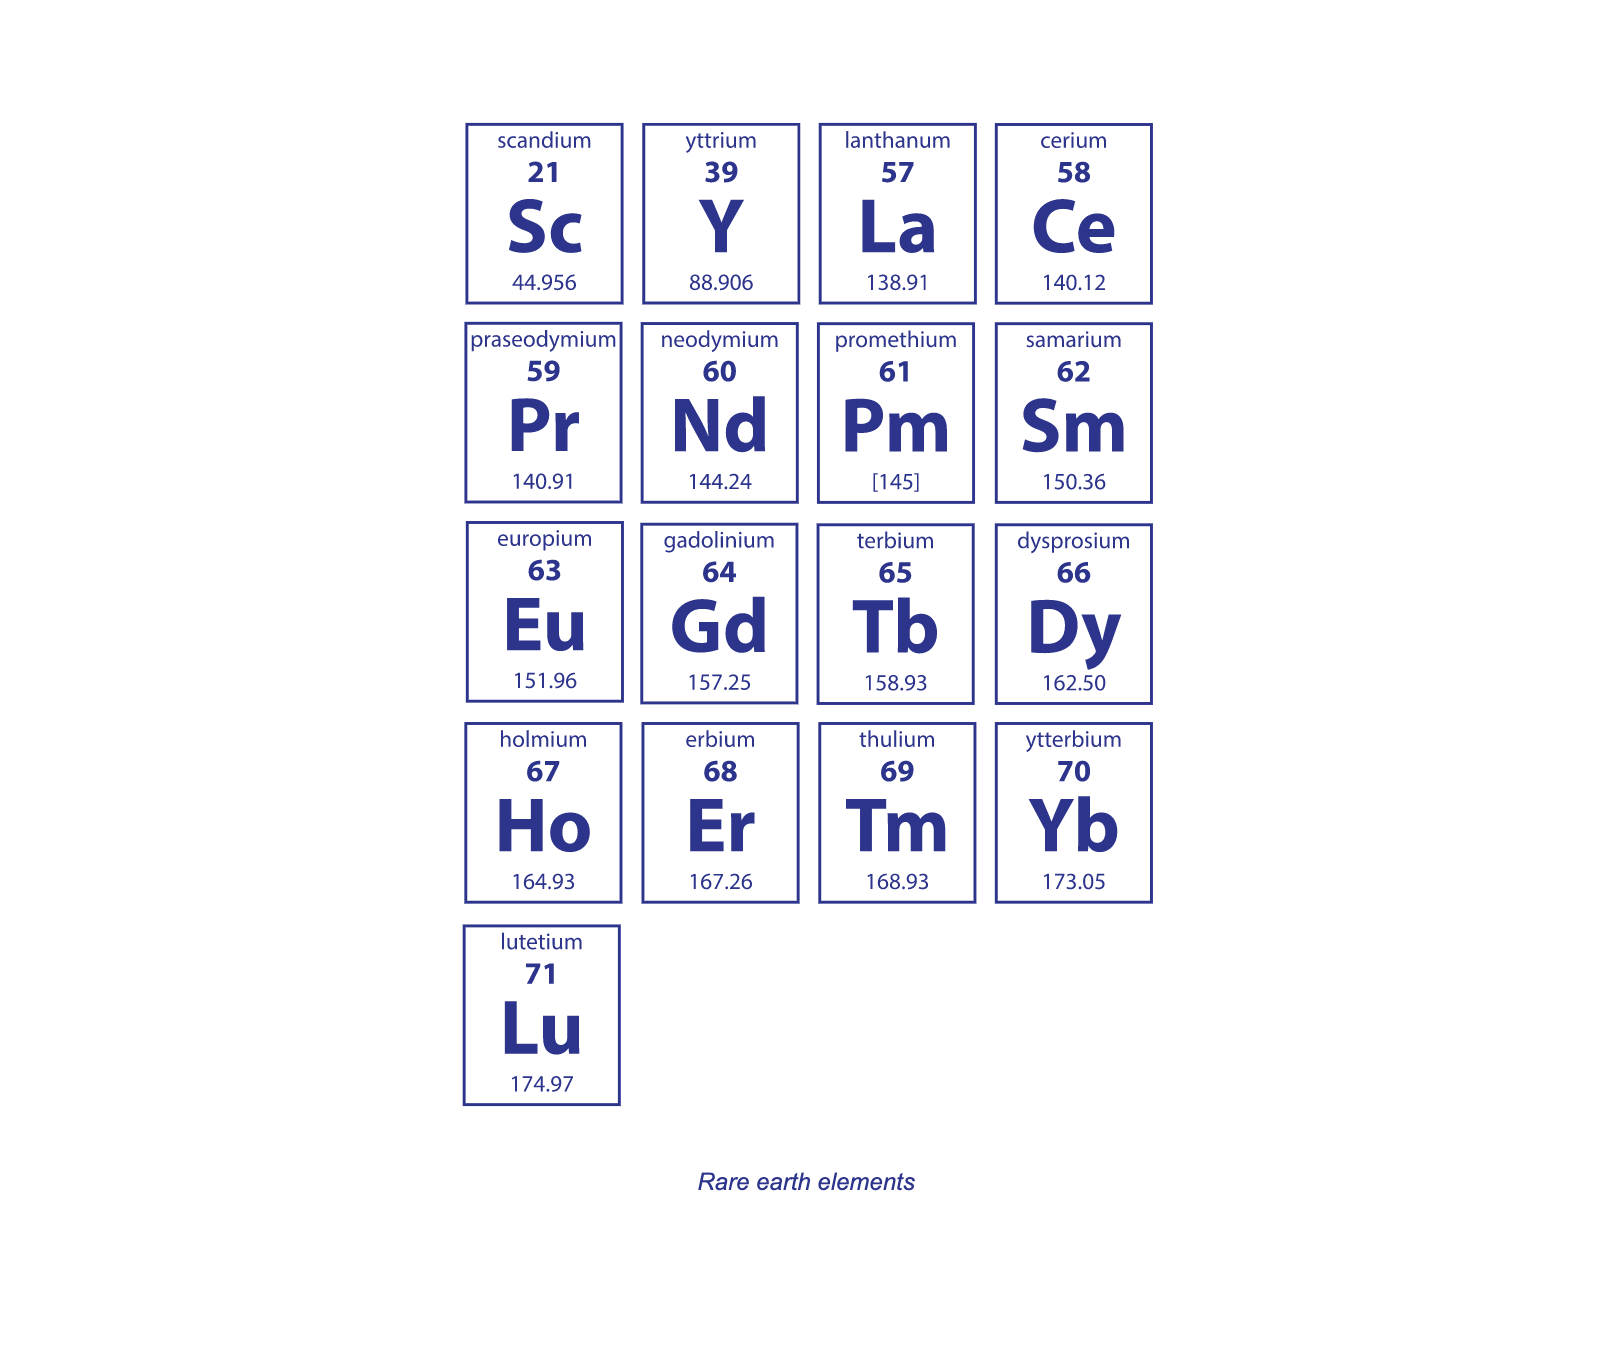 scandium
21
Sc
44.956
yttrium
39
Y
88.906
lanthanum
57
La
138.91
cerium
58
Ce
140.12
praseodymium
59
Pr
140.91
neodymium
60
Nd
144.24
promethium
61
Pm
[145]
samarium
62
Sm
150.36
europium
63
Eu
151.96
gadolinium
64
Gd
157.25
terbium
65
Tb
158.93
dysprosium
66
Dy
162.50
holmium
67
Ho
164.93
erbium
68
Er
167.26
thulium
69
Tm
168.93
ytterbium
70
Yb
173.05
lutetium
71
Lu
174.97
Rare earth elements